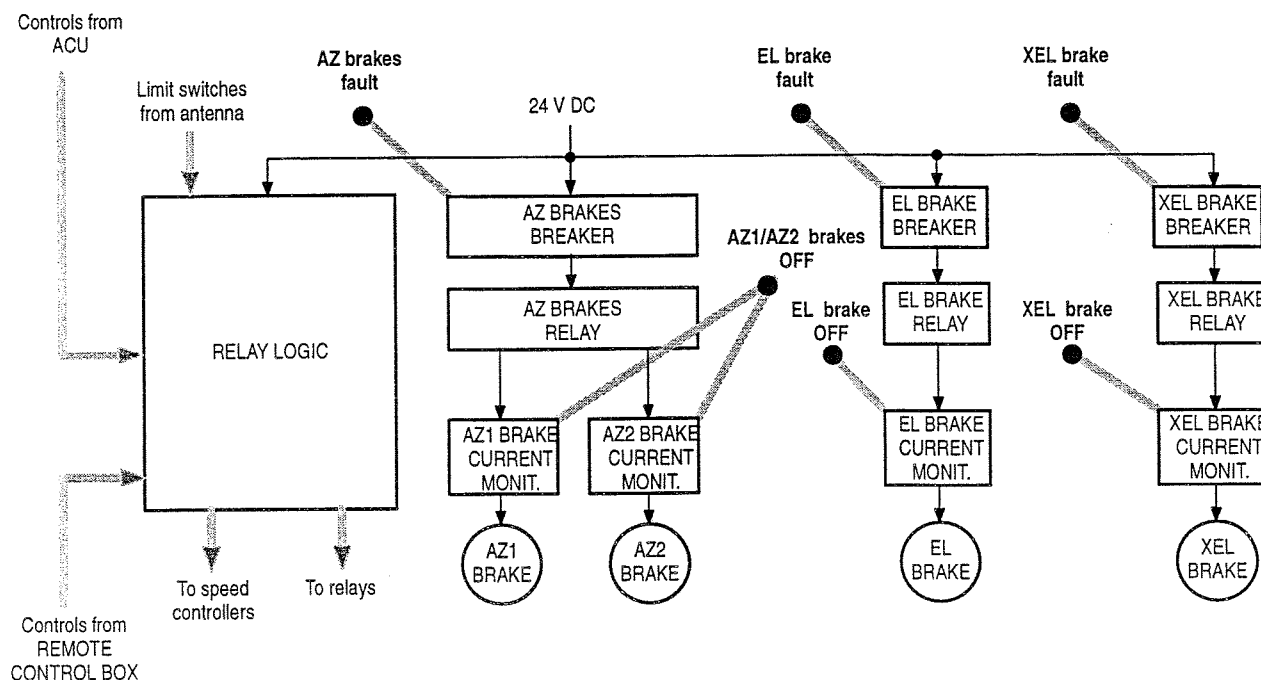 Controls from
ACU
Limit switches
from antenna
AZ brakes
fault
24 V DC
EL brake
fault
XEL brake
fault
RELAY LOGIC
AZ BRAKES
BREAKER
AZ BRAKES
RELAY
AZ1/AZ2 brakes
OFF
EL BRAKE
BREAKER
EL BRAKE
RELAY
EL brake
OFF
XEL BRAKE
BREAKER
XEL BRAKE
RELAY
XEL brake
OFF
AZ1 BRAKE
CURRENT
MONIT.
AZ2 BRAKE
CURRENT
MONIT.
EL BRAKE
CURRENT
MONIT.
XEL BRAKE
CURRENT
MONIT.
AZ1
BRAKE
AZ2
BRAKE
EL
BRAKE
XEL
BRAKE
To speed
controllers
To relays
Controls from
REMOTE
CONTROL BOX